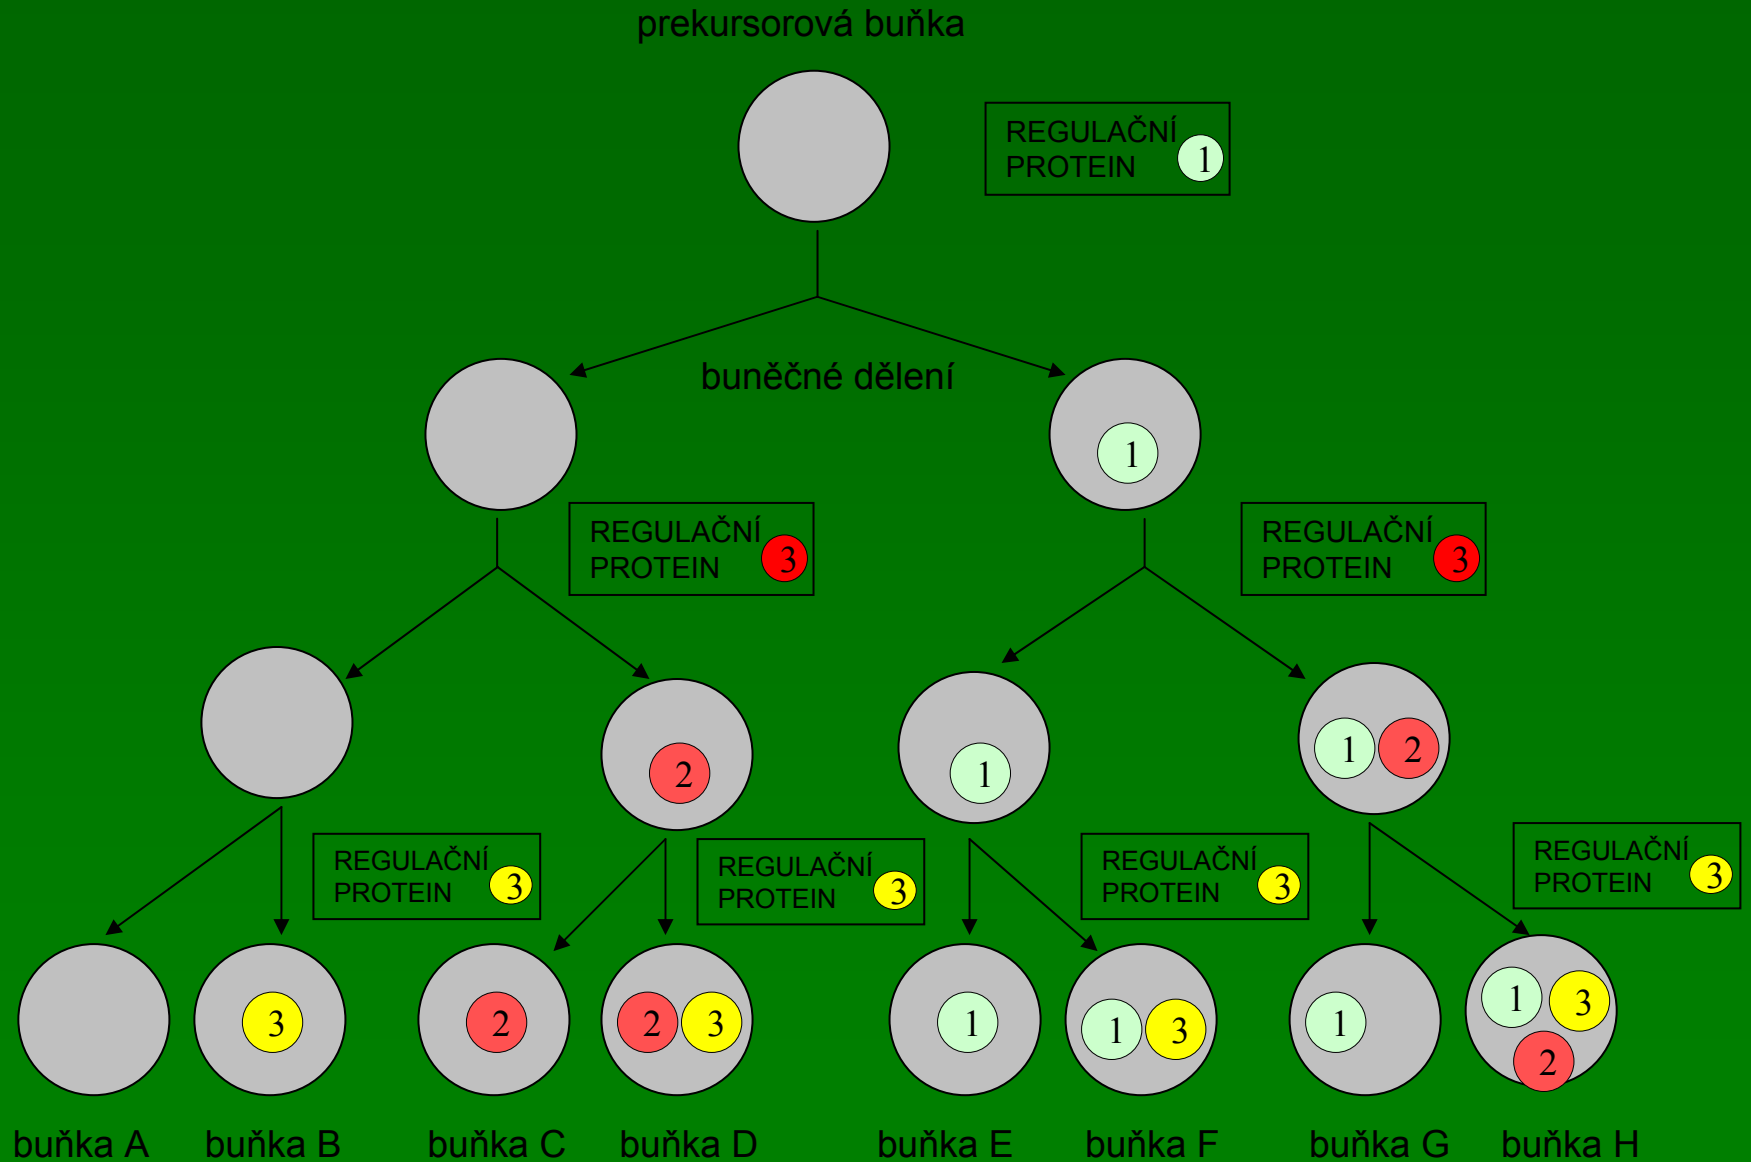 prekursorová buňka
REGULAČNÍ
PROTEIN 1
buněčné dělení
1
REGULAČNÍ
PROTEIN 3
REGULAČNÍ
PROTEIN 3
2
1
1 2
REGULAČNÍ
PROTEIN 3
REGULAČNÍ
PROTEIN 3
REGULAČNÍ
PROTEIN 3
REGULAČNÍ
PROTEIN 3
3
2
2 3
1
1 3
1
1 3
2
buňka A
buňka B
buňka C
buňka D
buňka E
buňka F
buňka G
buňka H